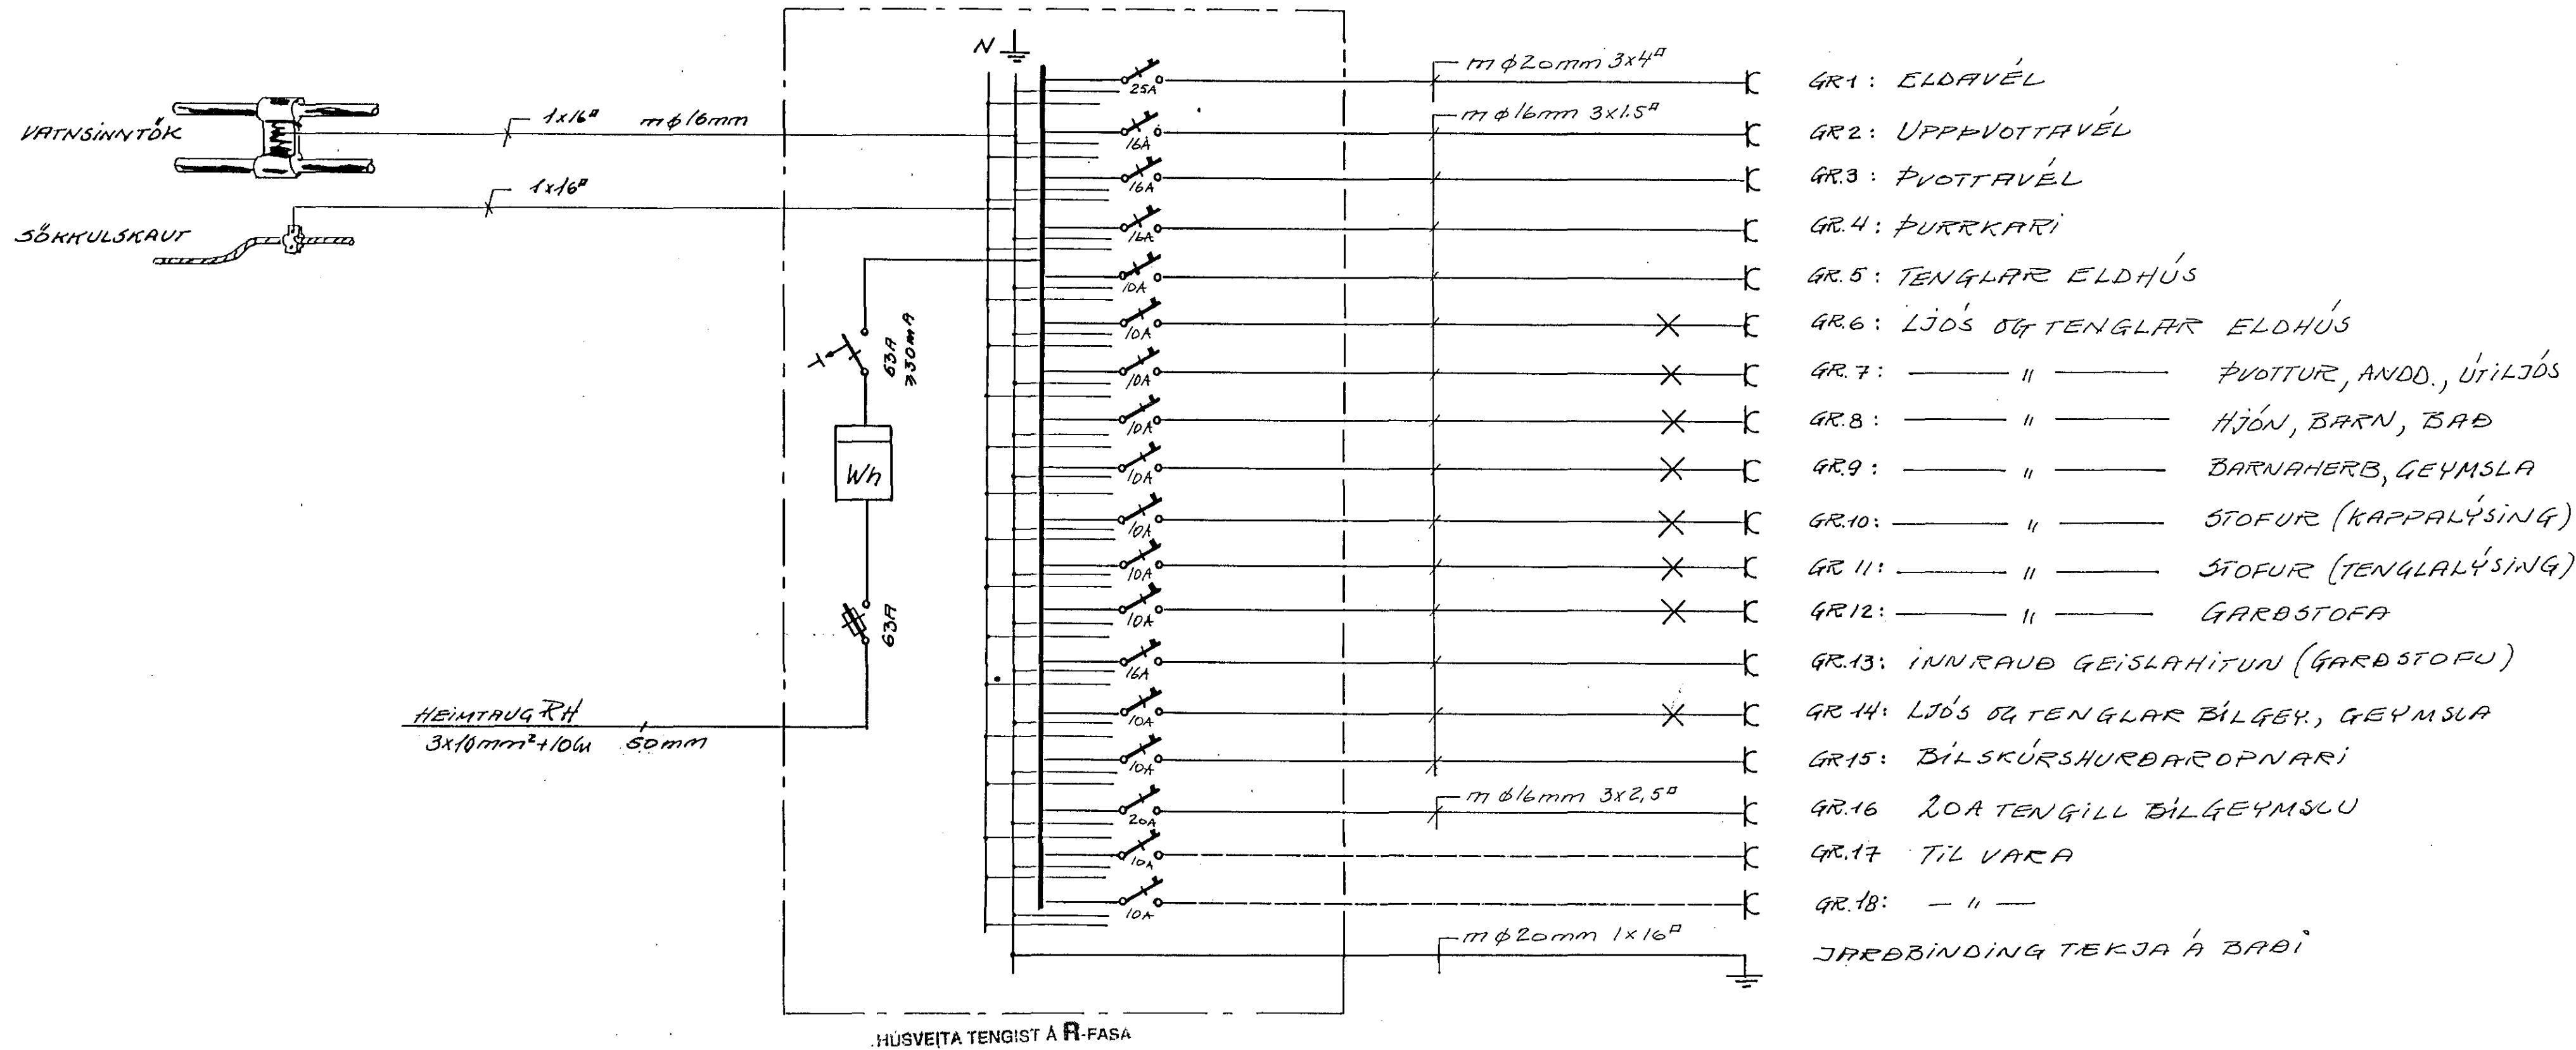 N
VATNSINNTÖK
1x16▫ mφ16mm
1x16▫
SÖKKULSKAUT
63A
≥30mA
Wh
63A
HEIMTAUG RH
3x10mm²+10Cu 50mm
mφ20mm 3x4▫
25A GR1: ELDAVÉL
mφ16mm 3x1.5▫
16A GR2: UPPÞVOTTAVÉL
16A GR.3: ÞVOTTAVÉL
16A GR.4: ÞURRKARI
10A GR.5: TENGLAR ELDHÚS
10A GR.6: LJÓS OG TENGLAR ELDHÚS
10A GR.7: — " — ÞVOTTUR, ANDD., ÚTILJÓS
10A GR.8: — " — HJÓN, BARN, BAÐ
10A GR.9: — " — BARNAHERB, GEYMSLA
10A GR.10: — " — STOFUR (KAPPALÝSING)
10A GR 11: — " — STOFUR (TENGLALÝSING)
10A GR12: — " — GARÐSTOFA
16A GR.13: INNRAUÐ GEISLAHITUN (GARÐSTOFU)
10A GR 14: LJÓS OG TENGLAR BÍLGEY., GEYMSLA
10A GR15: BÍLSKÚRSHURÐAROPNARI
mφ16mm 3x2,5▫
20A GR.16 20A TENGILL BÍLGEYMSLU
10A GR.17 TIL VARA
10A GR.18: — " —
mφ20mm 1x16▫
JARÐBINDING TÆKJA Á BAÐI
HÚSVEITA TENGIST Á R-FASA